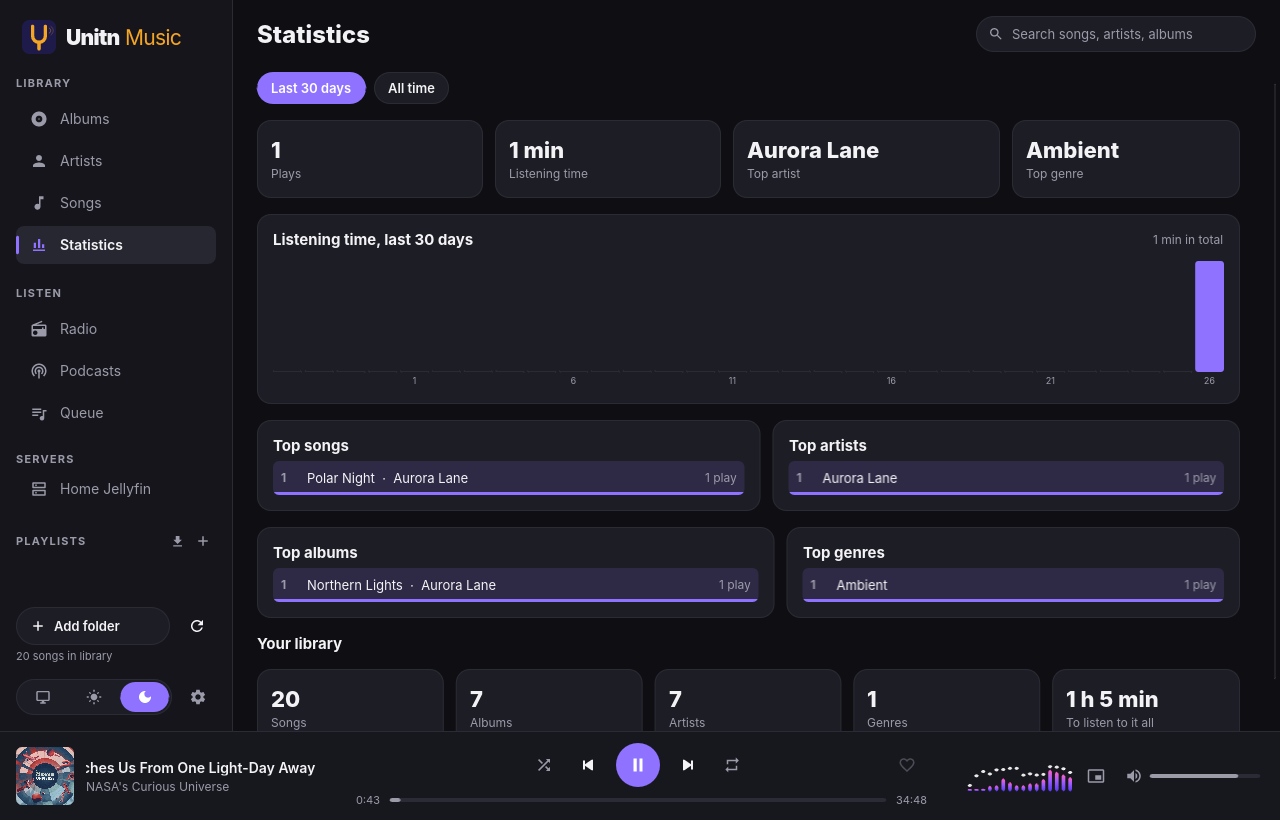 Unitn Music
LIBRARY
Albums
Artists
Songs
Statistics
LISTEN
Radio
Podcasts
Queue
SERVERS
Home Jellyfin
PLAYLISTS
Add folder
20 songs in library
Statistics
Search songs, artists, albums
Last 30 days
All time
1
Plays
1 min
Listening time
Aurora Lane
Top artist
Ambient
Top genre
Listening time, last 30 days
1 min in total
1 6 11 16 21 26
Top songs
1 Polar Night · Aurora Lane 1 play
Top artists
1 Aurora Lane 1 play
Top albums
1 Northern Lights · Aurora Lane 1 play
Top genres
1 Ambient 1 play
Your library
20
Songs
7
Albums
7
Artists
1
Genres
1 h 5 min
To listen to it all
ches Us From One Light-Day Away
NASA's Curious Universe
0:43
34:48